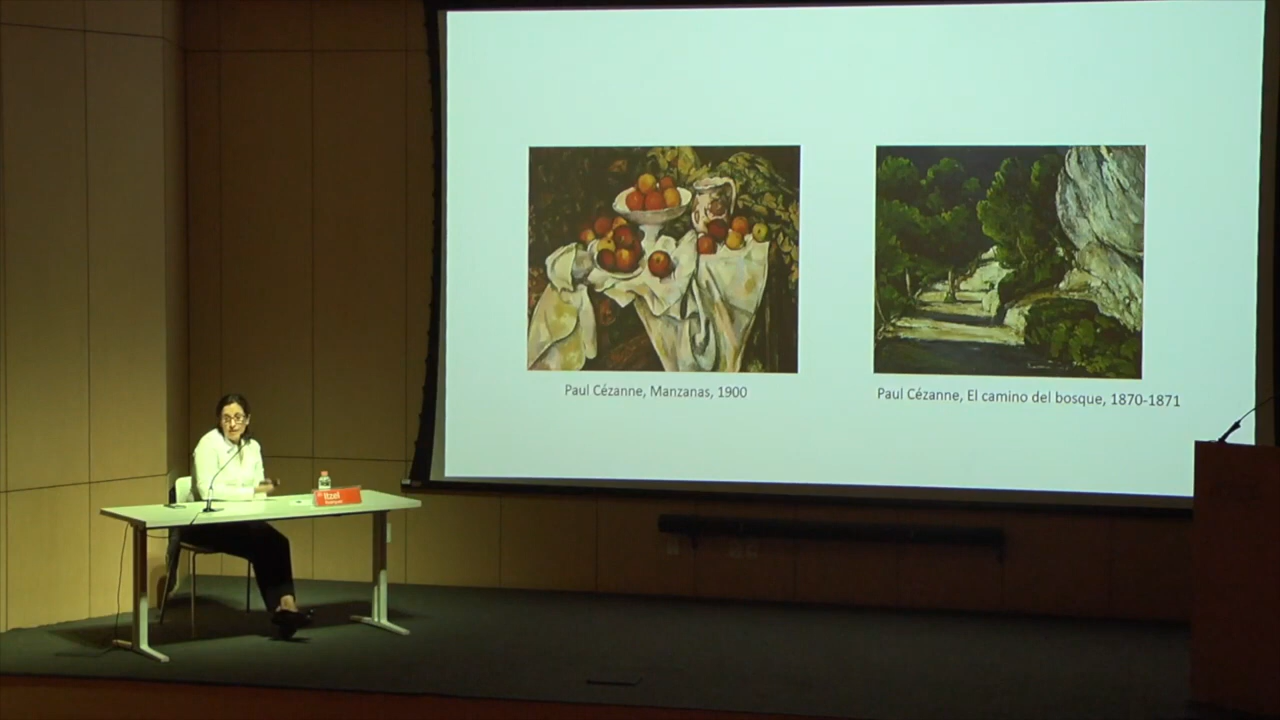 Paul Cézanne, Manzanas, 1900
Paul Cézanne, El camino del bosque, 1870-1871
Itzel